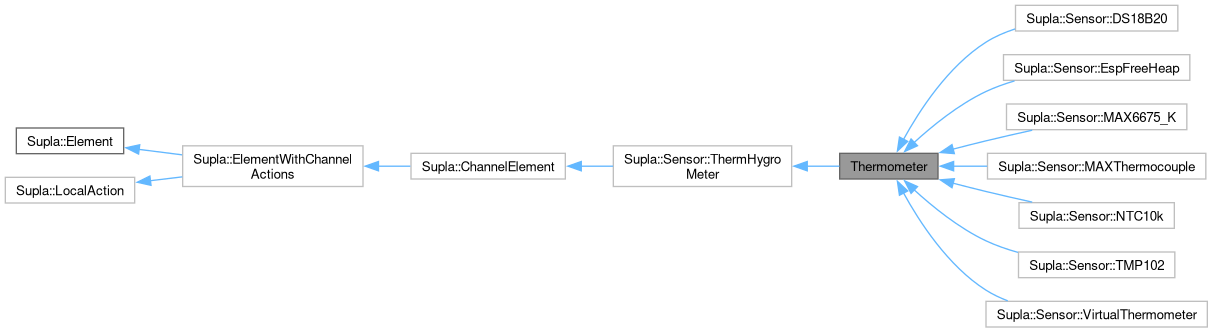 Supla::Element
Supla::LocalAction
Supla::ElementWithChannel
Actions
Supla::ChannelElement
Supla::Sensor::ThermHygro
Meter
Thermometer
Supla::Sensor::DS18B20
Supla::Sensor::EspFreeHeap
Supla::Sensor::MAX6675_K
Supla::Sensor::MAXThermocouple
Supla::Sensor::NTC10k
Supla::Sensor::TMP102
Supla::Sensor::VirtualThermometer